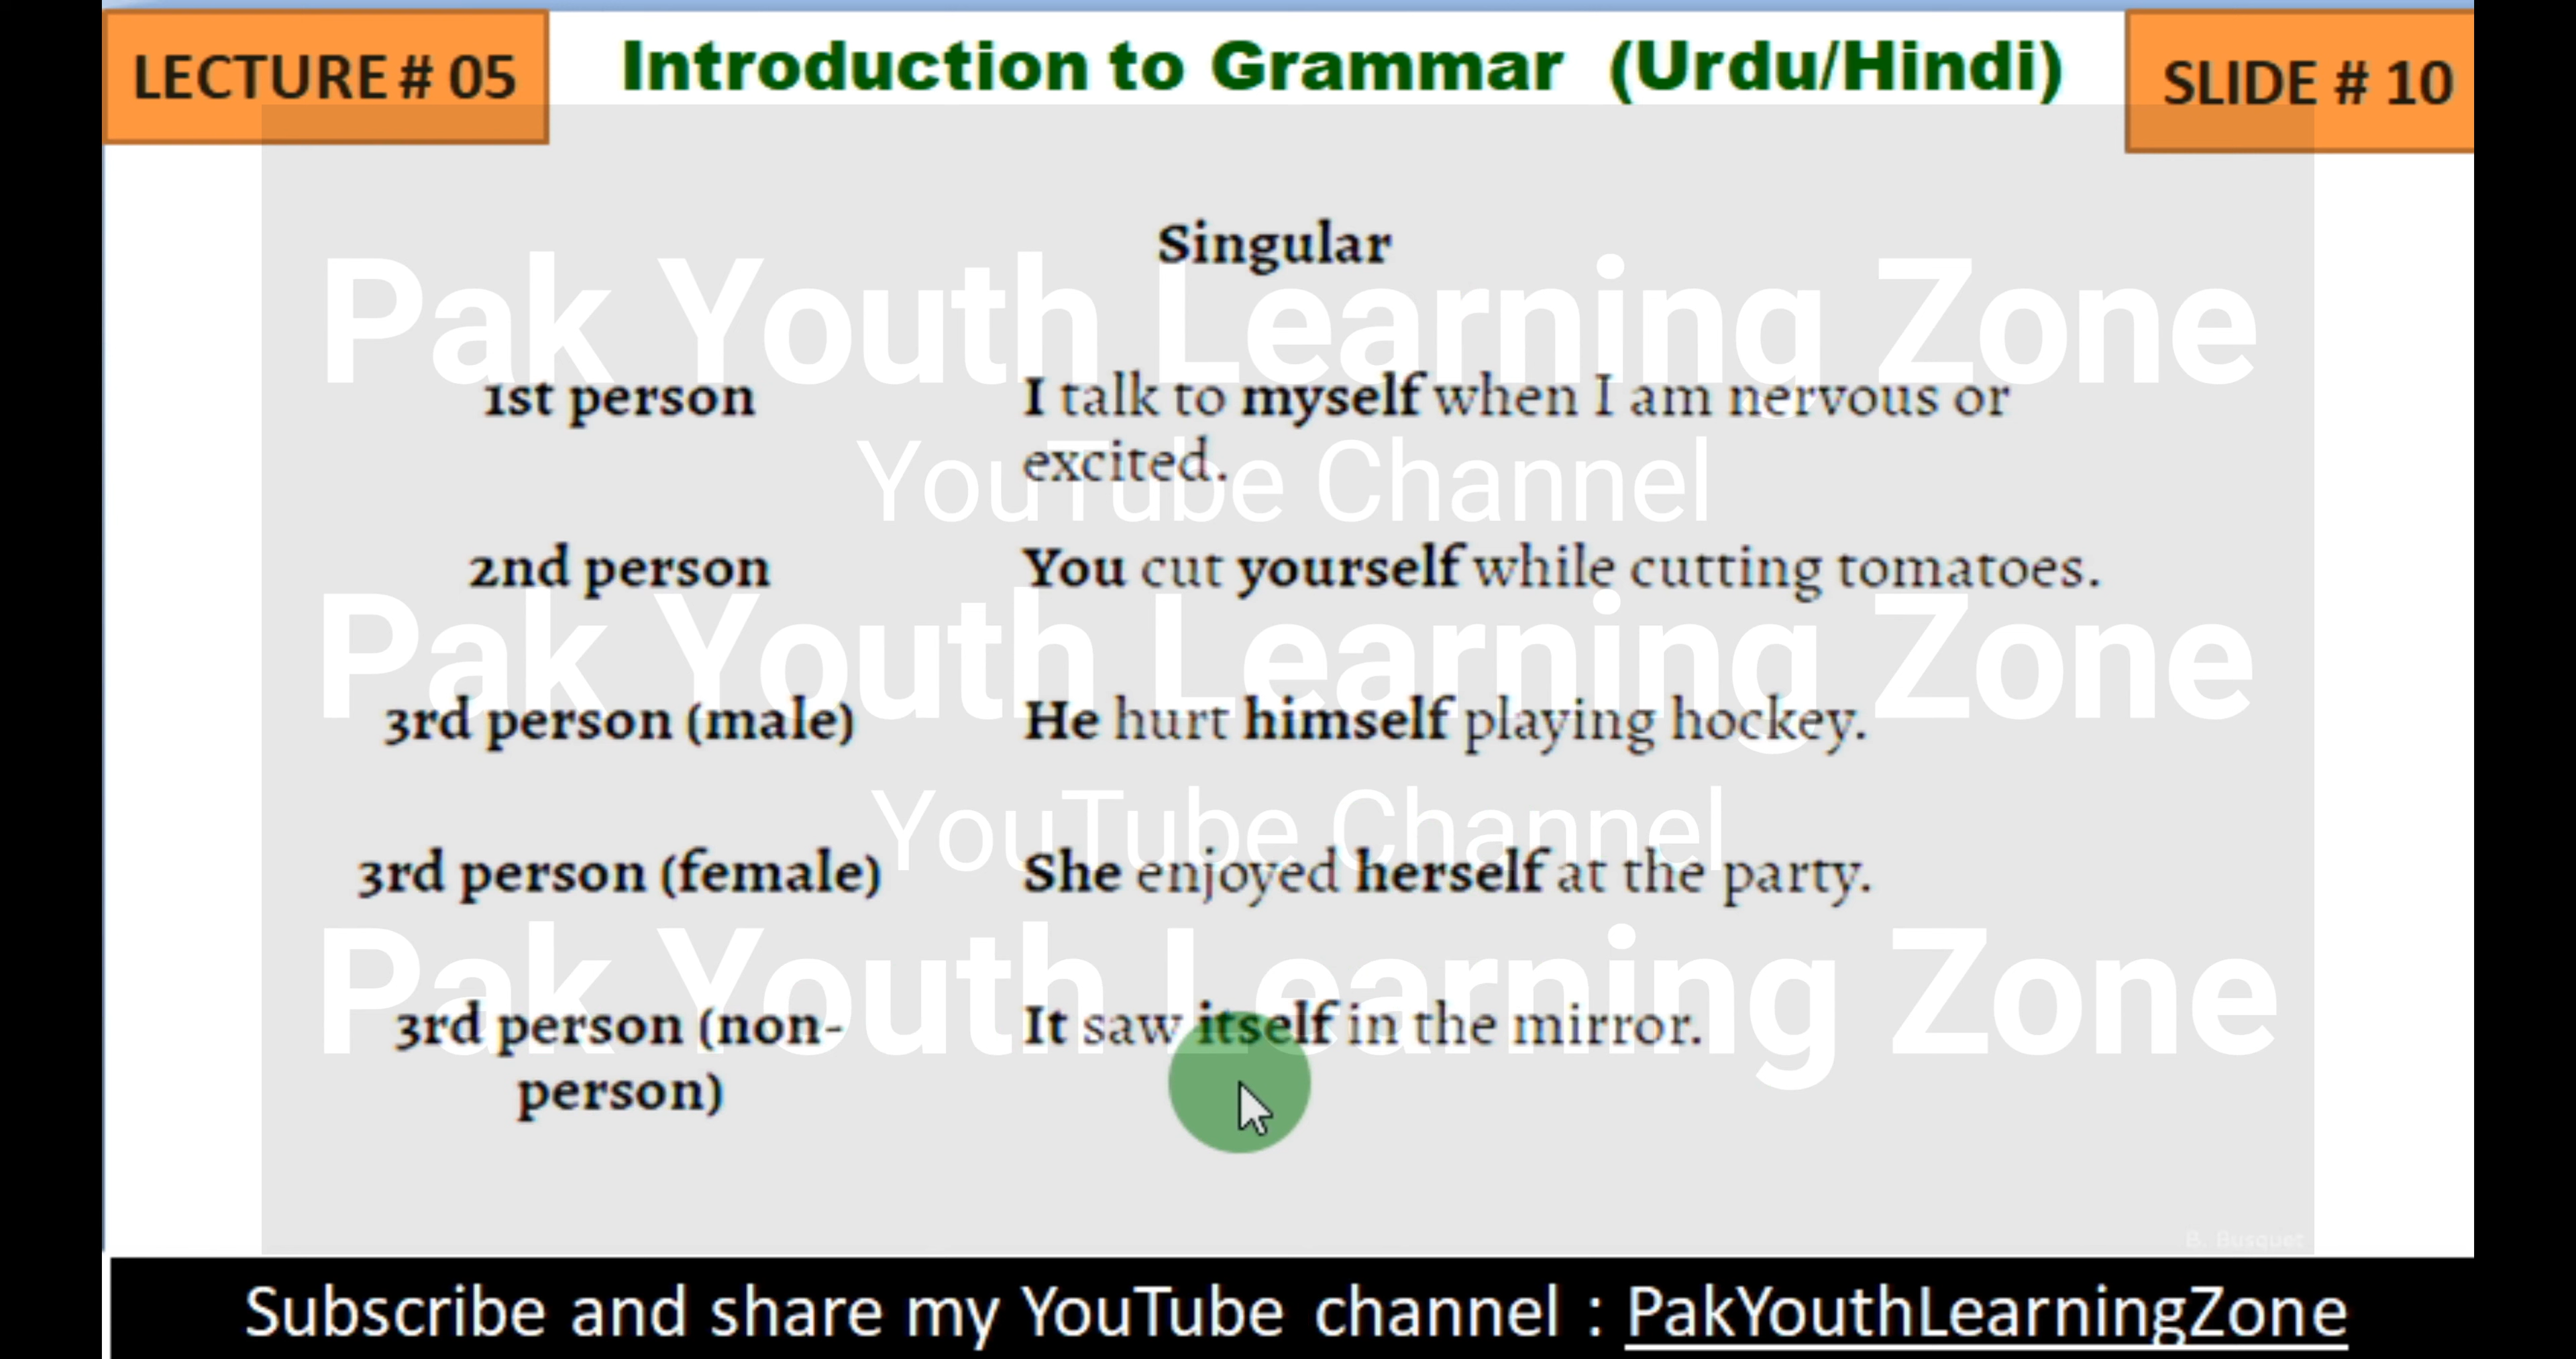 LECTURE # 05
Introduction to Grammar (Urdu/Hindi)
SLIDE # 10
Singular
Pak Youth Learning Zone
1st person
I talk to myself when I am nervous or
excited.
YouTube Channel
2nd person
You cut yourself while cutting tomatoes.
Pak Youth Learning Zone
3rd person (male)
He hurt himself playing hockey.
YouTube Channel
3rd person (female)
She enjoyed herself at the party.
Pak Youth Learning Zone
3rd person (non-
person)
It saw itself in the mirror.
B. Busquet
Subscribe and share my YouTube channel : PakYouthLearningZone